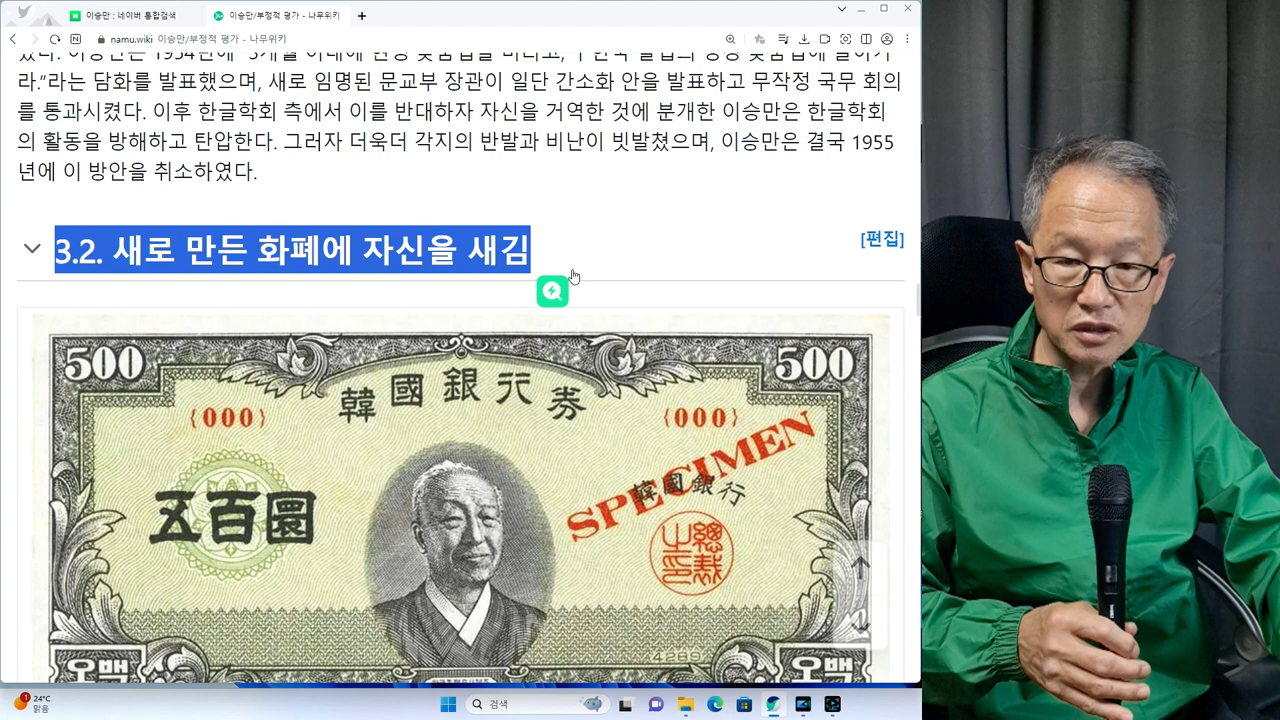 이승만 : 네이버 통합검색
이승만/부정적 평가 - 나무위키
namu.wiki 이승만/부정적 평가 - 나무위키
라."라는 담화를 발표했으며, 새로 임명된 문교부 장관이 일단 간소화 안을 발표하고 무작정 국무 회의
를 통과시켰다. 이후 한글학회 측에서 이를 반대하자 자신을 거역한 것에 분개한 이승만은 한글학회
의 활동을 방해하고 탄압한다. 그러자 더욱더 각지의 반발과 비난이 빗발쳤으며, 이승만은 결국 1955
년에 이 방안을 취소하였다.
3.2. 새로 만든 화폐에 자신을 새김
[편집]
500
500
韓國銀行券
{000}
{000}
SPECIMEN
韓國銀行
五百圜
總裁之印
오백
오백
1
24°C
맑음
검색